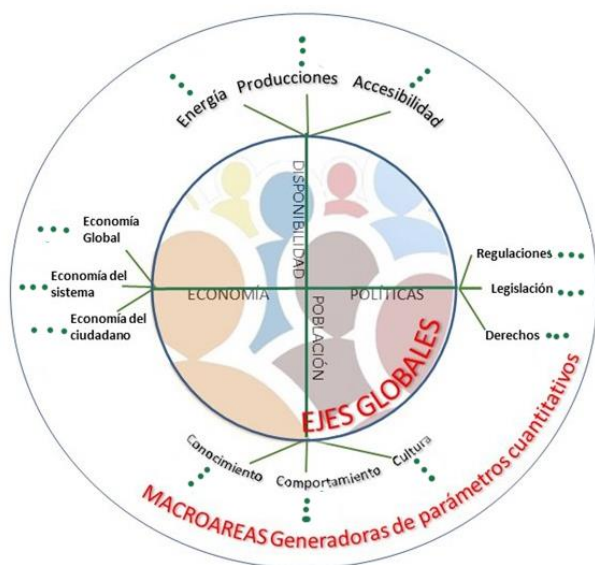 Energía
Producciones
Accesibilidad
DISPONIBILIDAD
Economía
Global
Economía del
sistema
Economía del
ciudadano
ECONOMÍA
POLÍTICAS
POBLACIÓN
Regulaciones
Legislación
Derechos
EJES GLOBALES
Conocimiento
Comportamiento
Cultura
MACROAREAS Generadoras de parámetros cuantitativos